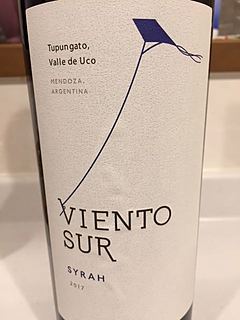 Tupungato,
Valle de Uco
MENDOZA,
ARGENTINA
VIENTO
SUR
SYRAH
2017